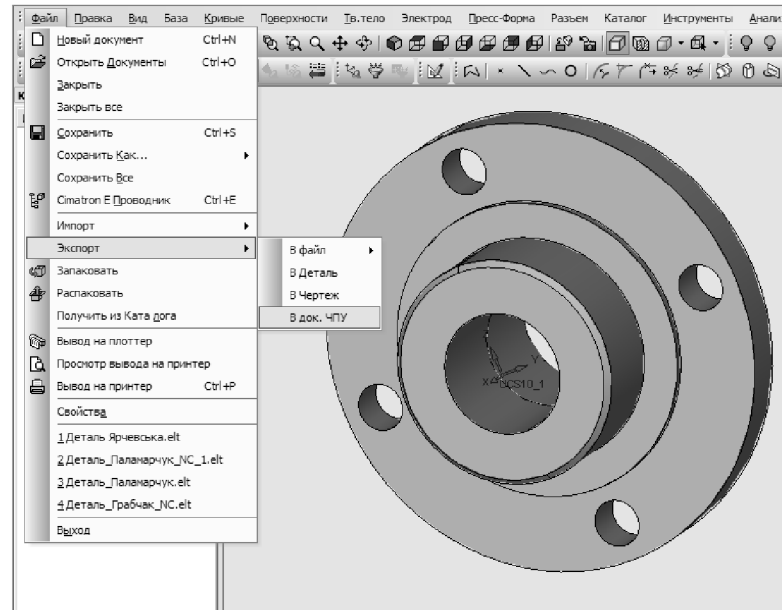 Файл Правка Вид База Кривые Поверхности Тв.тело Электрод Пресс-Форма Разъем Каталог Инструменты Анали
Новый документ Ctrl+N
Открыть Документы Ctrl+O
Закрыть
Закрыть все
Сохранить Ctrl+S
Сохранить Как...
Сохранить Все
Cimatron E Проводник Ctrl+E
Импорт
Экспорт
В файл
В Деталь
В Чертеж
В док. ЧПУ
Запаковать
Распаковать
Получить из Ката лога
Вывод на плоттер
Просмотр вывода на принтер
Вывод на принтер Ctrl+P
Свойства
1 Деталь Ярчевська.elt
2 Деталь_Паламарчук_NC_1.elt
3 Деталь_Паламарчук.elt
4 Деталь_Грабчак_NC.elt
Выход
Y
X UCS10_1